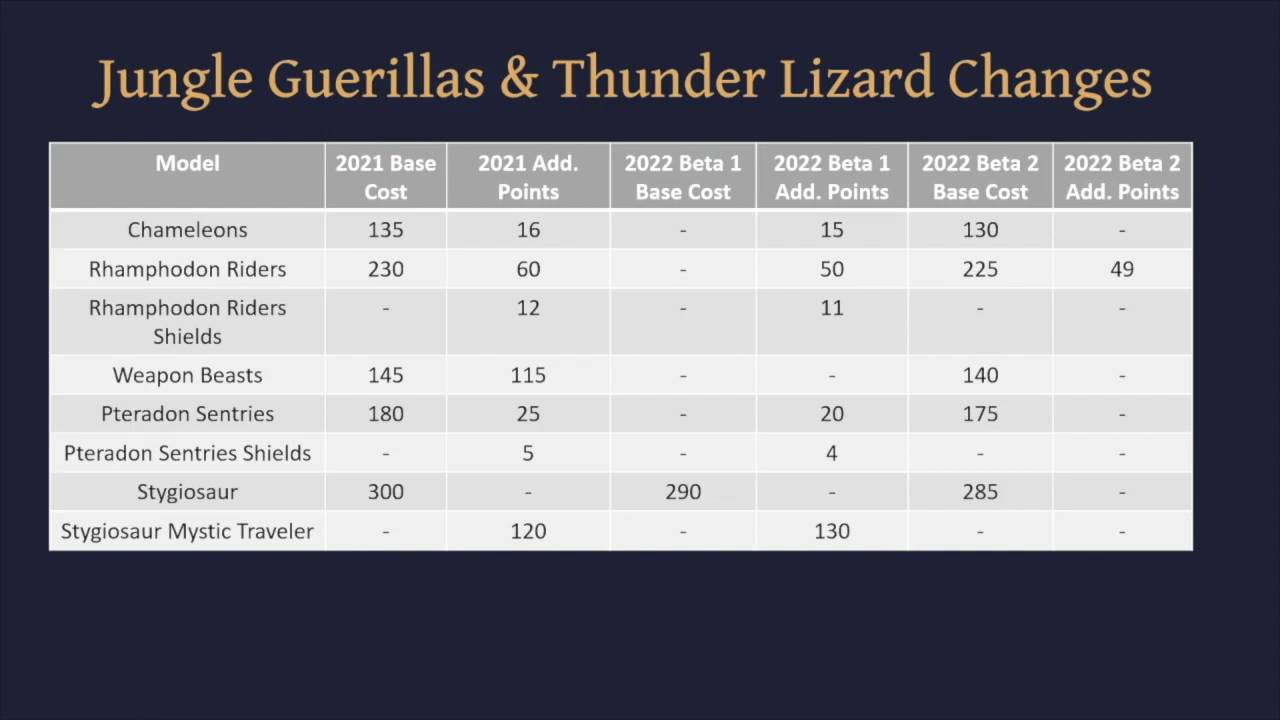 Jungle Guerillas & Thunder Lizard Changes
Model 2021 Base Cost 2021 Add. Points 2022 Beta 1 Base Cost 2022 Beta 1 Add. Points 2022 Beta 2 Base Cost 2022 Beta 2 Add. Points
Chameleons 135 16 - 15 130 -
Rhamphodon Riders 230 60 - 50 225 49
Rhamphodon Riders Shields - 12 - 11 - -
Weapon Beasts 145 115 - - 140 -
Pteradon Sentries 180 25 - 20 175 -
Pteradon Sentries Shields - 5 - 4 - -
Stygiosaur 300 - 290 - 285 -
Stygiosaur Mystic Traveler - 120 - 130 - -